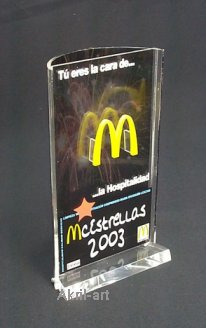 Tú eres la cara de...
M
...la Hospitalidad
McEstrellas
2003
Akril-art